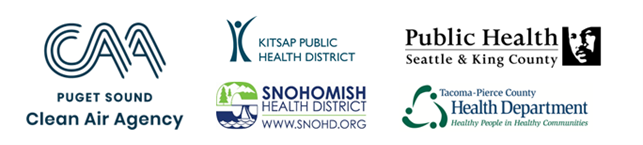 CAA
PUGET SOUND
Clean Air Agency
KITSAP PUBLIC
HEALTH DISTRICT
SNOHOMISH
HEALTH DISTRICT
WWW.SNOHD.ORG
Public Health
Seattle & King County
Tacoma-Pierce County
Health Department
Healthy People in Healthy Communities